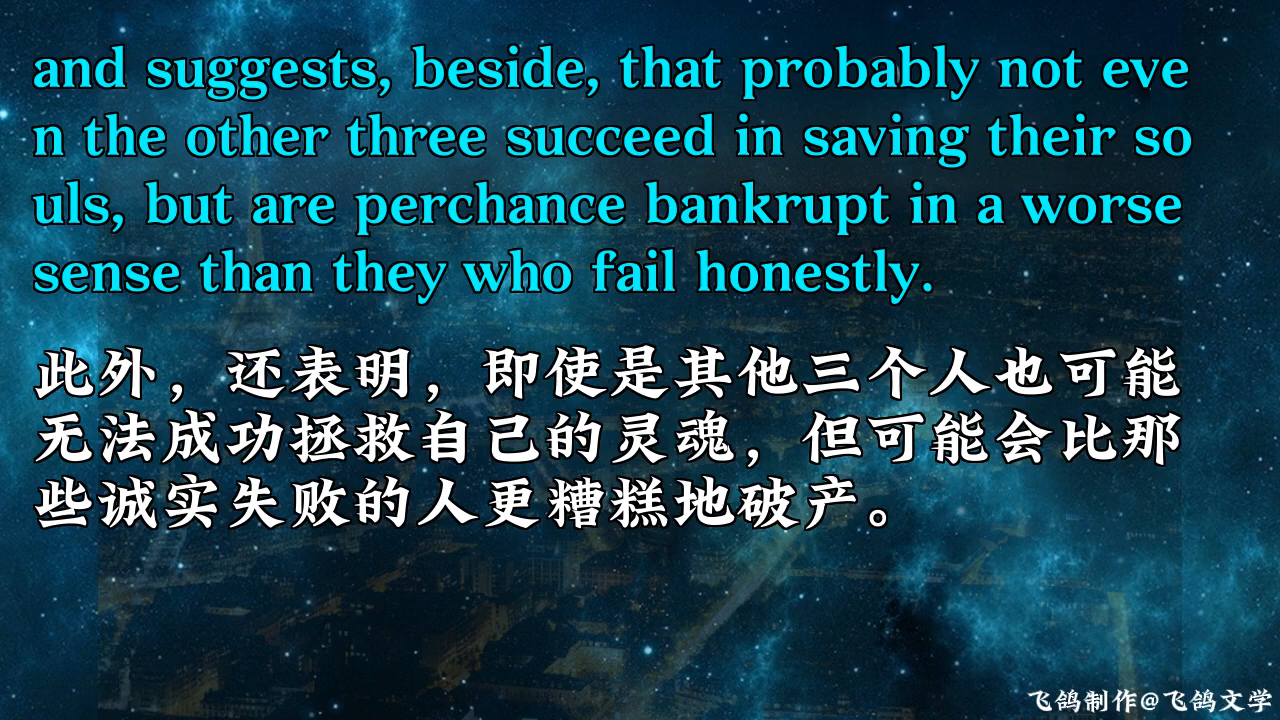 and suggests, beside, that probably not eve
n the other three succeed in saving their so
uls, but are perchance bankrupt in a worse
sense than they who fail honestly.
此外，还表明，即使是其他三个人也可能
无法成功拯救自己的灵魂，但可能会比那
些诚实失败的人更糟糕地破产。
飞鸽制作@飞鸽文学